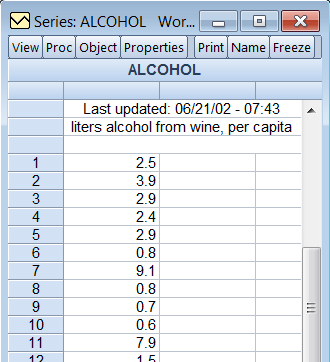 Series: ALCOHOL Wor...
View Proc Object Properties Print Name Freeze
ALCOHOL
Last updated: 06/21/02 - 07:43
liters alcohol from wine, per capita
1 2.5
2 3.9
3 2.9
4 2.4
5 2.9
6 0.8
7 9.1
8 0.8
9 0.7
10 0.6
11 7.9
12 1.5